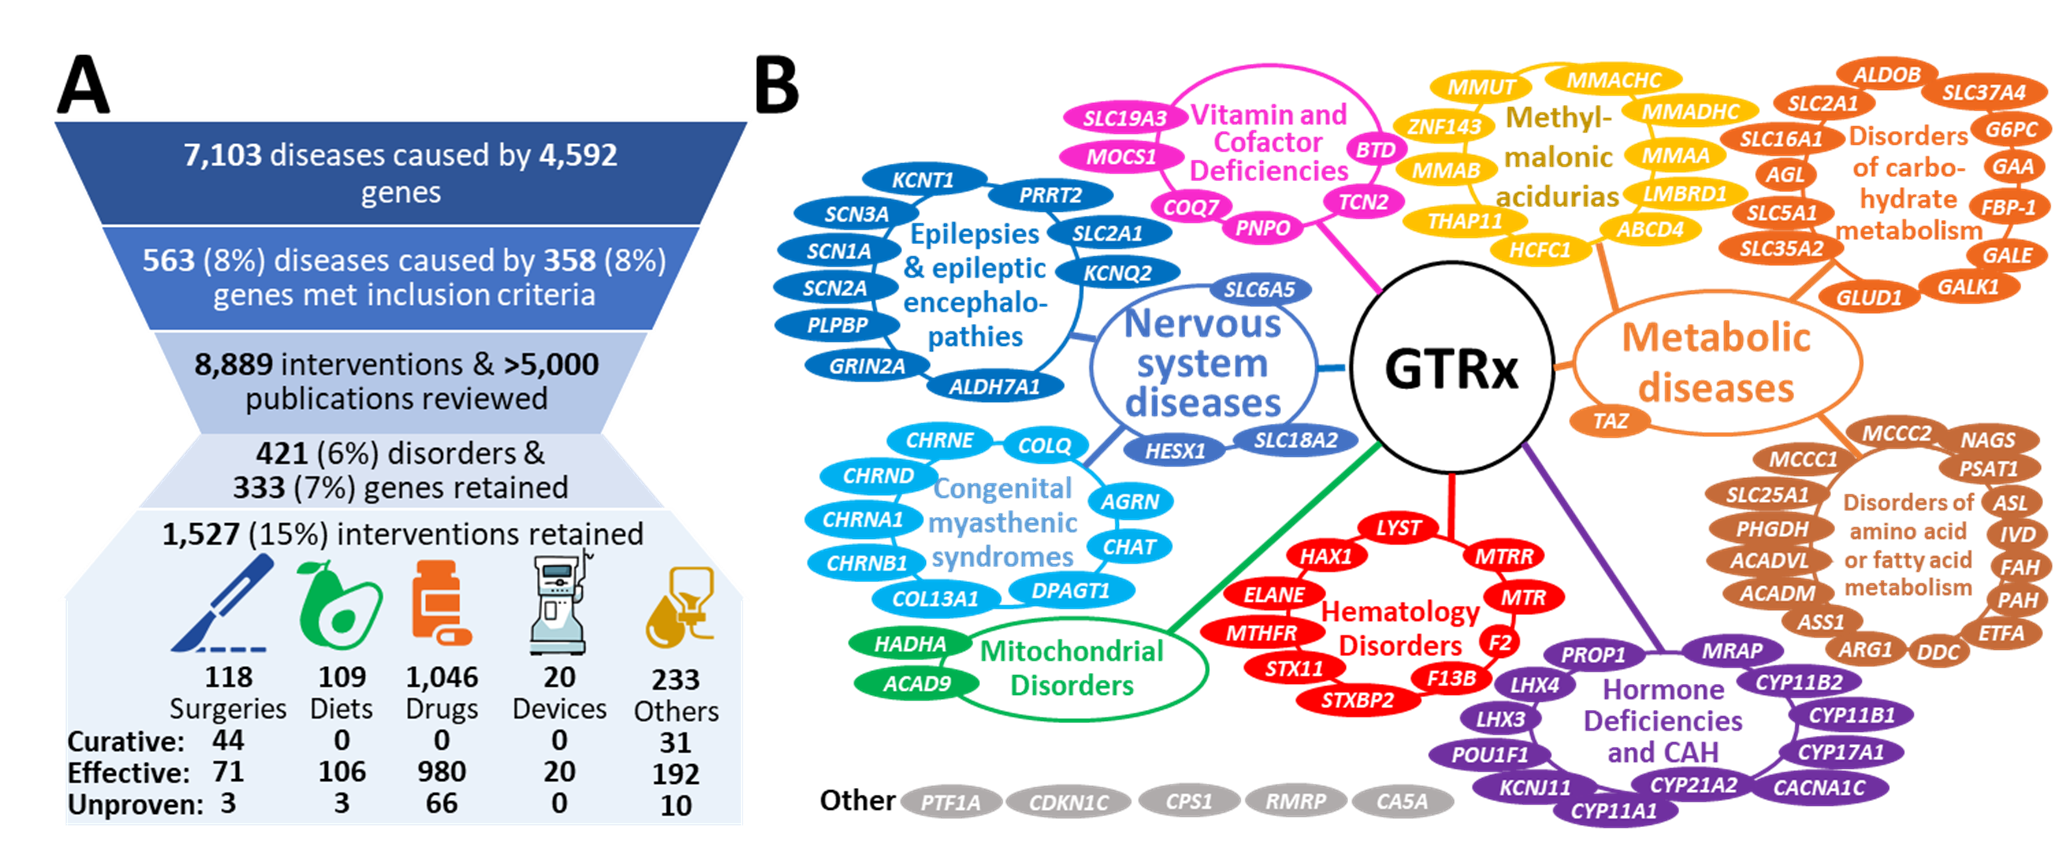 A
7,103 diseases caused by 4,592
genes
563 (8%) diseases caused by 358 (8%)
genes met inclusion criteria
8,889 interventions & >5,000
publications reviewed
421 (6%) disorders &
333 (7%) genes retained
1,527 (15%) interventions retained
118 109 1,046 20 233
Surgeries Diets Drugs Devices Others
Curative: 44 0 0 0 31
Effective: 71 106 980 20 192
Unproven: 3 3 66 0 10
B
GTRx
Vitamin and
Cofactor
Deficiencies
SLC19A3
MOCS1
COQ7
PNPO
TCN2
BTD
Methyl-
malonic
acidurias
MMUT
MMACHC
MMADHC
ZNF143
MMAA
MMAB
LMBRD1
THAP11
ABCD4
HCFC1
Disorders
of carbo-
hydrate
metabolism
ALDOB
SLC37A4
SLC2A1
G6PC
SLC16A1
GAA
AGL
FBP-1
SLC5A1
GALE
SLC35A2
GALK1
GLUD1
Epilepsies
& epileptic
encephalo-
pathies
KCNT1
PRRT2
SCN3A
SLC2A1
SCN1A
KCNQ2
SCN2A
PLPBP
GRIN2A
ALDH7A1
Nervous
system
diseases
SLC6A5
HESX1
SLC18A2
Metabolic
diseases
TAZ
Congenital
myasthenic
syndromes
CHRNE
COLQ
CHRND
AGRN
CHRNA1
CHAT
CHRNB1
DPAGT1
COL13A1
Mitochondrial
Disorders
HADHA
ACAD9
Hematology
Disorders
LYST
HAX1
MTRR
ELANE
MTR
MTHFR
F2
STX11
F13B
STXBP2
Disorders of
amino acid
or fatty acid
metabolism
MCCC2
NAGS
MCCC1
PSAT1
SLC25A1
ASL
PHGDH
IVD
ACADVL
FAH
ACADM
PAH
ASS1
ETFA
ARG1
DDC
Hormone
Deficiencies
and CAH
PROP1
MRAP
LHX4
CYP11B2
LHX3
CYP11B1
POU1F1
CYP17A1
KCNJ11
CYP21A2
CACNA1C
CYP11A1
Other PTF1A CDKN1C CPS1 RMRP CA5A